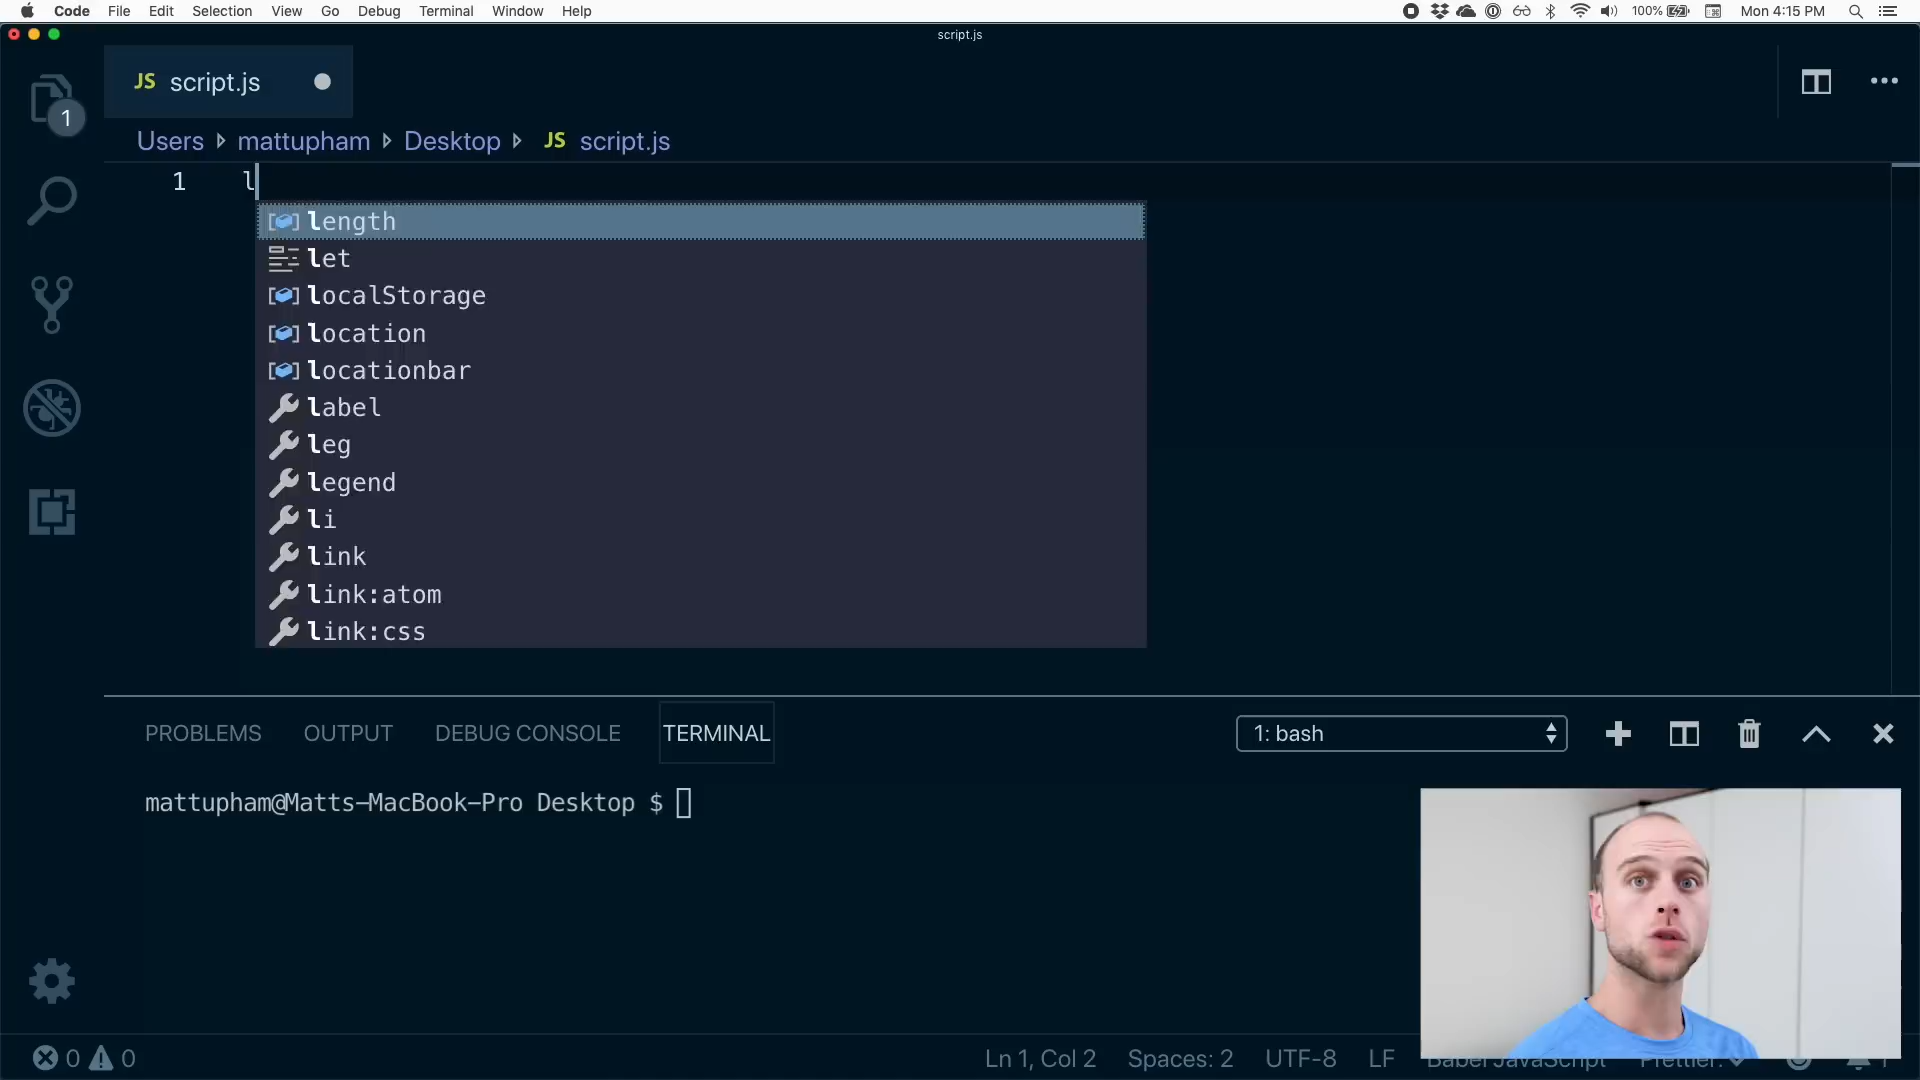 Code File Edit Selection View Go Debug Terminal Window Help 100% Mon 4:15 PM
script.js
JS script.js
1
Users mattupham Desktop JS script.js
1 l
length
let
localStorage
location
locationbar
label
leg
legend
li
link
link:atom
link:css
PROBLEMS OUTPUT DEBUG CONSOLE TERMINAL 1: bash
mattupham@Matts-MacBook-Pro Desktop $
0 0 Ln 1, Col 2 Spaces: 2 UTF-8 LF Babel JavaScript Prettier: